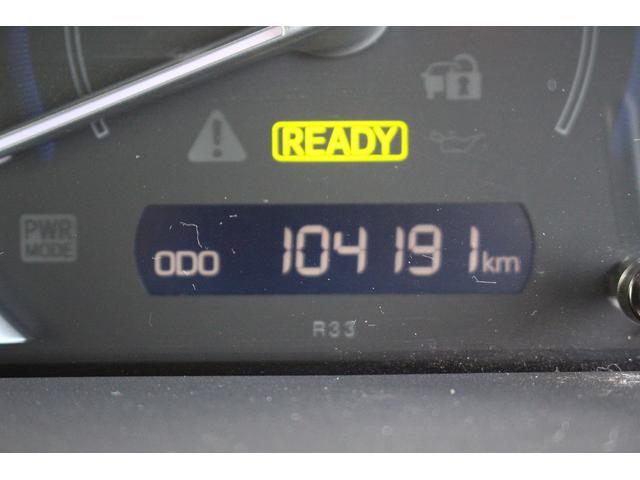 READY
PWR
MODE
ODO 104191 km
R33